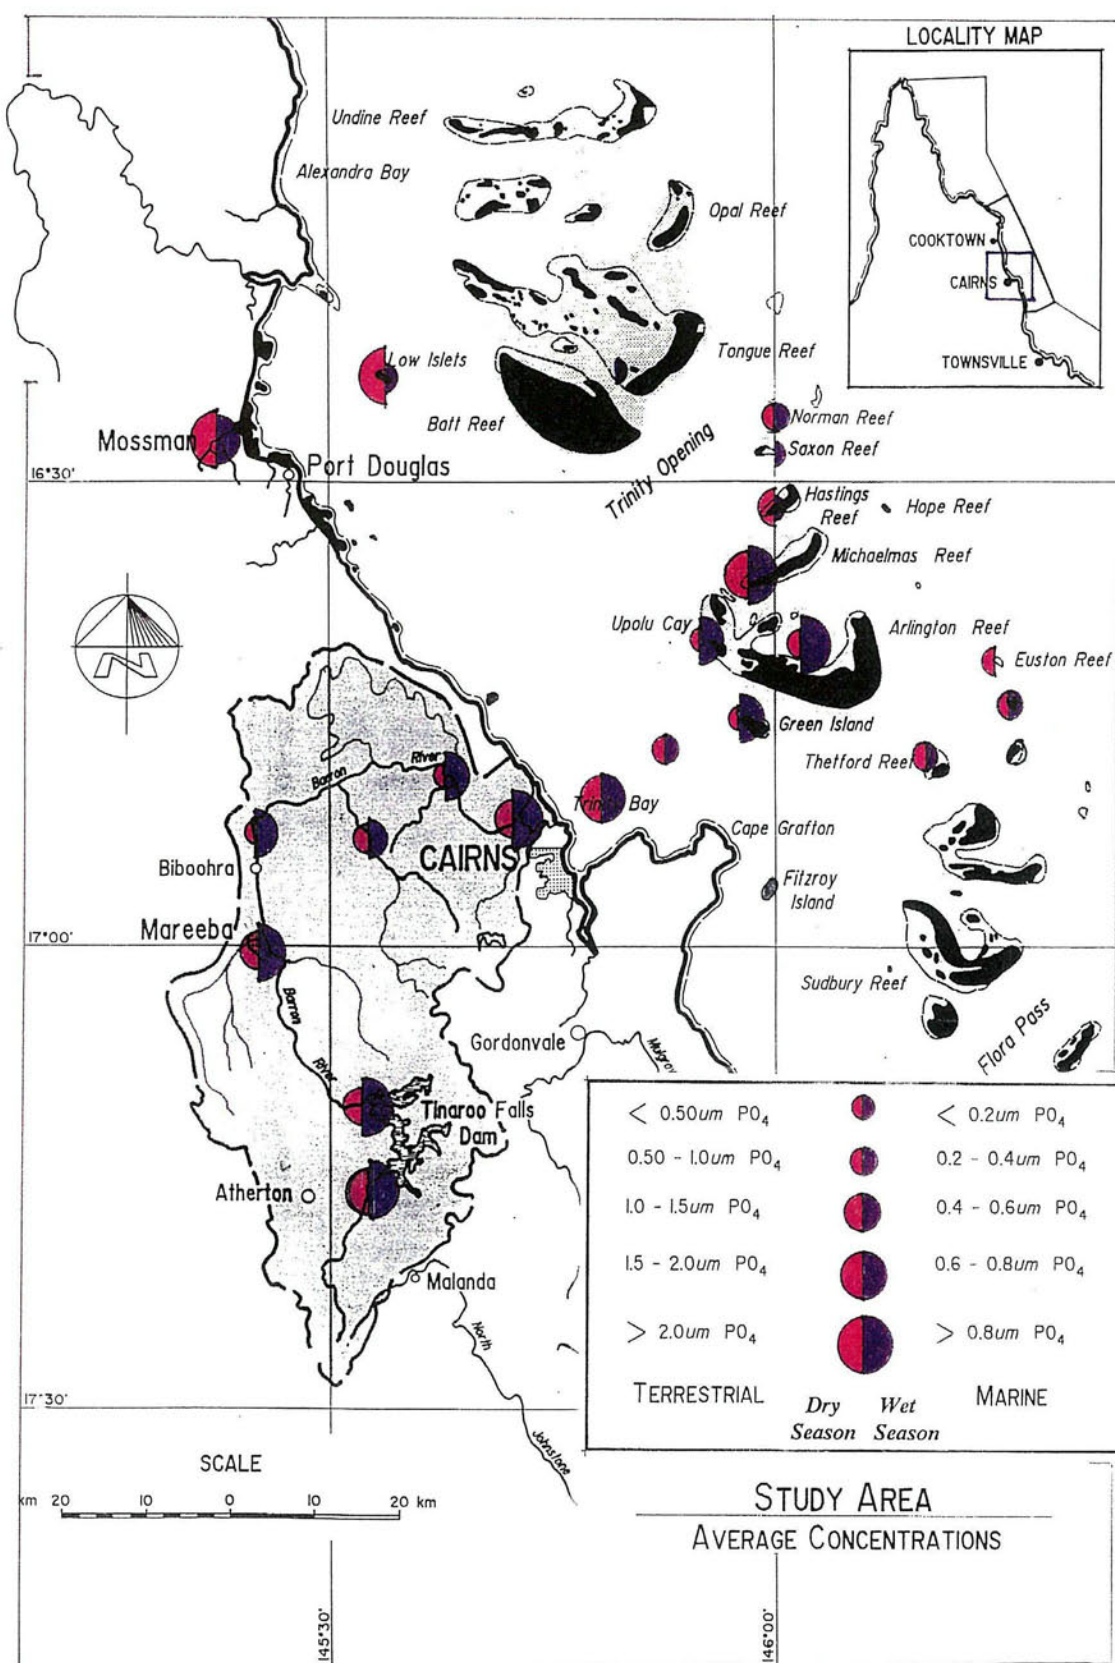 LOCALITY MAP
COOKTOWN
CAIRNS
TOWNSVILLE
Undine Reef
Alexandra Bay
Opal Reef
Low Islets
Tongue Reef
Batt Reef
Norman Reef
Mossman
Saxon Reef
Port Douglas
16°30'
Trinity Opening
Hastings
Reef
Hope Reef
Michaelmas Reef
Upolu Cay
Arlington Reef
Euston Reef
Green Island
Thetford Reef
Barron
River
Trinity Bay
Cape Grafton
CAIRNS
Biboohra
Fitzroy
Island
Mareeba
17°00'
Sudbury Reef
Barron
River
Gordonvale
Flora Pass
Tinaroo Falls
Dam
Atherton
Malanda
North
Johnstone
17°30'
< 0.50um PO₄
< 0.2um PO₄
0.50 - 1.0um PO₄
0.2 - 0.4um PO₄
1.0 - 1.5um PO₄
0.4 - 0.6um PO₄
1.5 - 2.0um PO₄
0.6 - 0.8um PO₄
> 2.0um PO₄
> 0.8um PO₄
TERRESTRIAL
MARINE
Dry Wet
Season Season
SCALE
km 20 10 0 10 20 km
STUDY AREA
AVERAGE CONCENTRATIONS
145°30'
146°00'
N